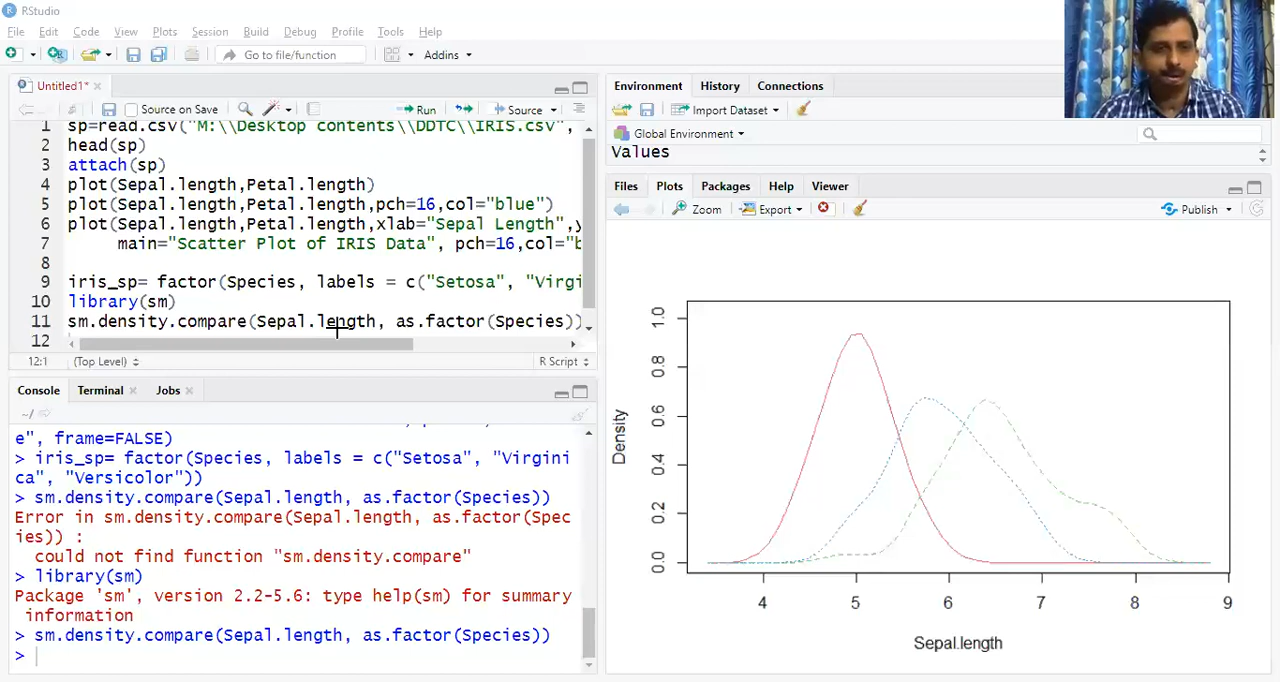 RStudio
File Edit Code View Plots Session Build Debug Profile Tools Help
Go to file/function Addins
Untitled1*
Source on Save Run Source
1 sp=read.csv("M:\\Desktop contents\\DDTC\\IRIS.csv",
2 head(sp)
3 attach(sp)
4 plot(Sepal.length,Petal.length)
5 plot(Sepal.length,Petal.length,pch=16,col="blue")
6 plot(Sepal.length,Petal.length,xlab="Sepal Length",y
7 main="Scatter Plot of IRIS Data", pch=16,col="b
8
9 iris_sp= factor(Species, labels = c("Setosa", "Virgi
10 library(sm)
11 sm.density.compare(Sepal.length, as.factor(Species))
12
12:1 (Top Level) R Script
Console Terminal Jobs
~/
e", frame=FALSE)
> iris_sp= factor(Species, labels = c("Setosa", "Virgini
ca", "Versicolor"))
> sm.density.compare(Sepal.length, as.factor(Species))
Error in sm.density.compare(Sepal.length, as.factor(Spec
ies)) :
could not find function "sm.density.compare"
> library(sm)
Package 'sm', version 2.2-5.6: type help(sm) for summary
information
> sm.density.compare(Sepal.length, as.factor(Species))
>
Environment History Connections
Import Dataset
Global Environment
Values
Files Plots Packages Help Viewer
Zoom Export Publish
1.0
0.8
0.6
0.4
0.2
0.0
Density
4 5 6 7 8 9
Sepal.length